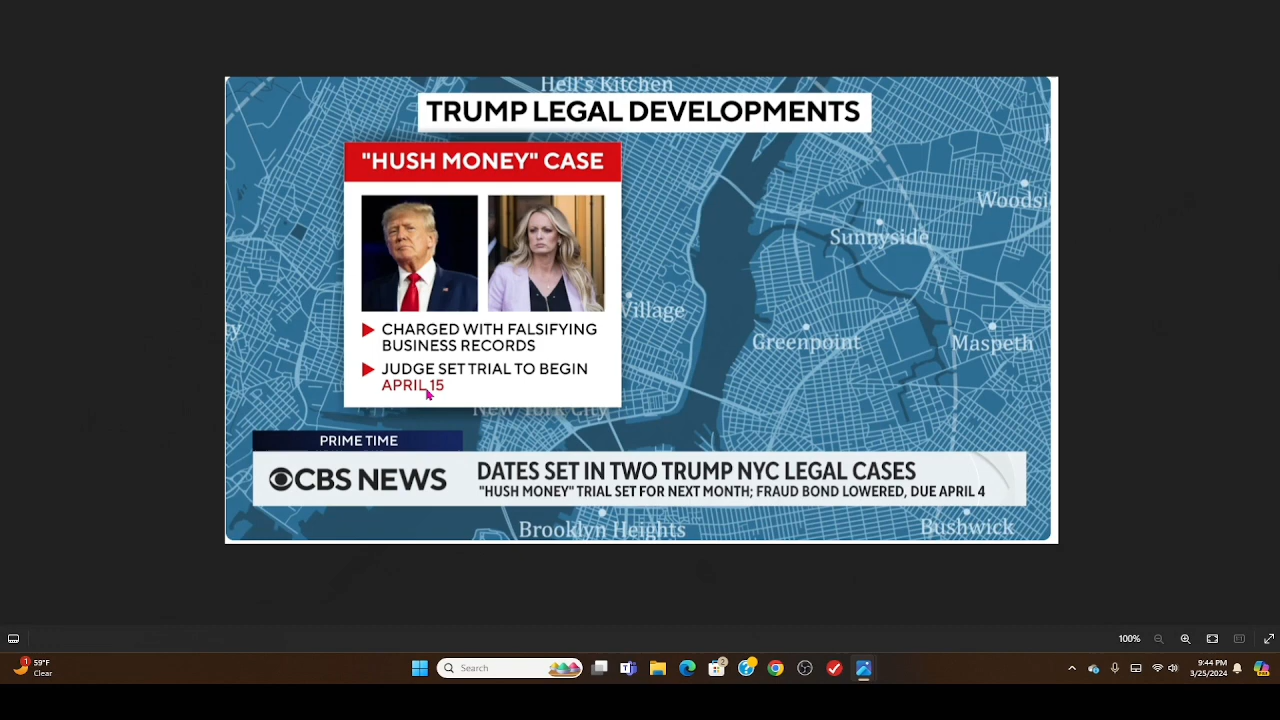 Hell's Kitchen
TRUMP LEGAL DEVELOPMENTS
"HUSH MONEY" CASE
Woodsi
Sunnyside
Village
CHARGED WITH FALSIFYING
BUSINESS RECORDS
Greenpoint
Maspeth
JUDGE SET TRIAL TO BEGIN
APRIL 15
New York City
PRIME TIME
CBS NEWS
DATES SET IN TWO TRUMP NYC LEGAL CASES
"HUSH MONEY" TRIAL SET FOR NEXT MONTH; FRAUD BOND LOWERED, DUE APRIL 4
Brooklyn Heights
Bushwick
100%
1
59°F
Clear
Search
2
9:44 PM
3/25/2024